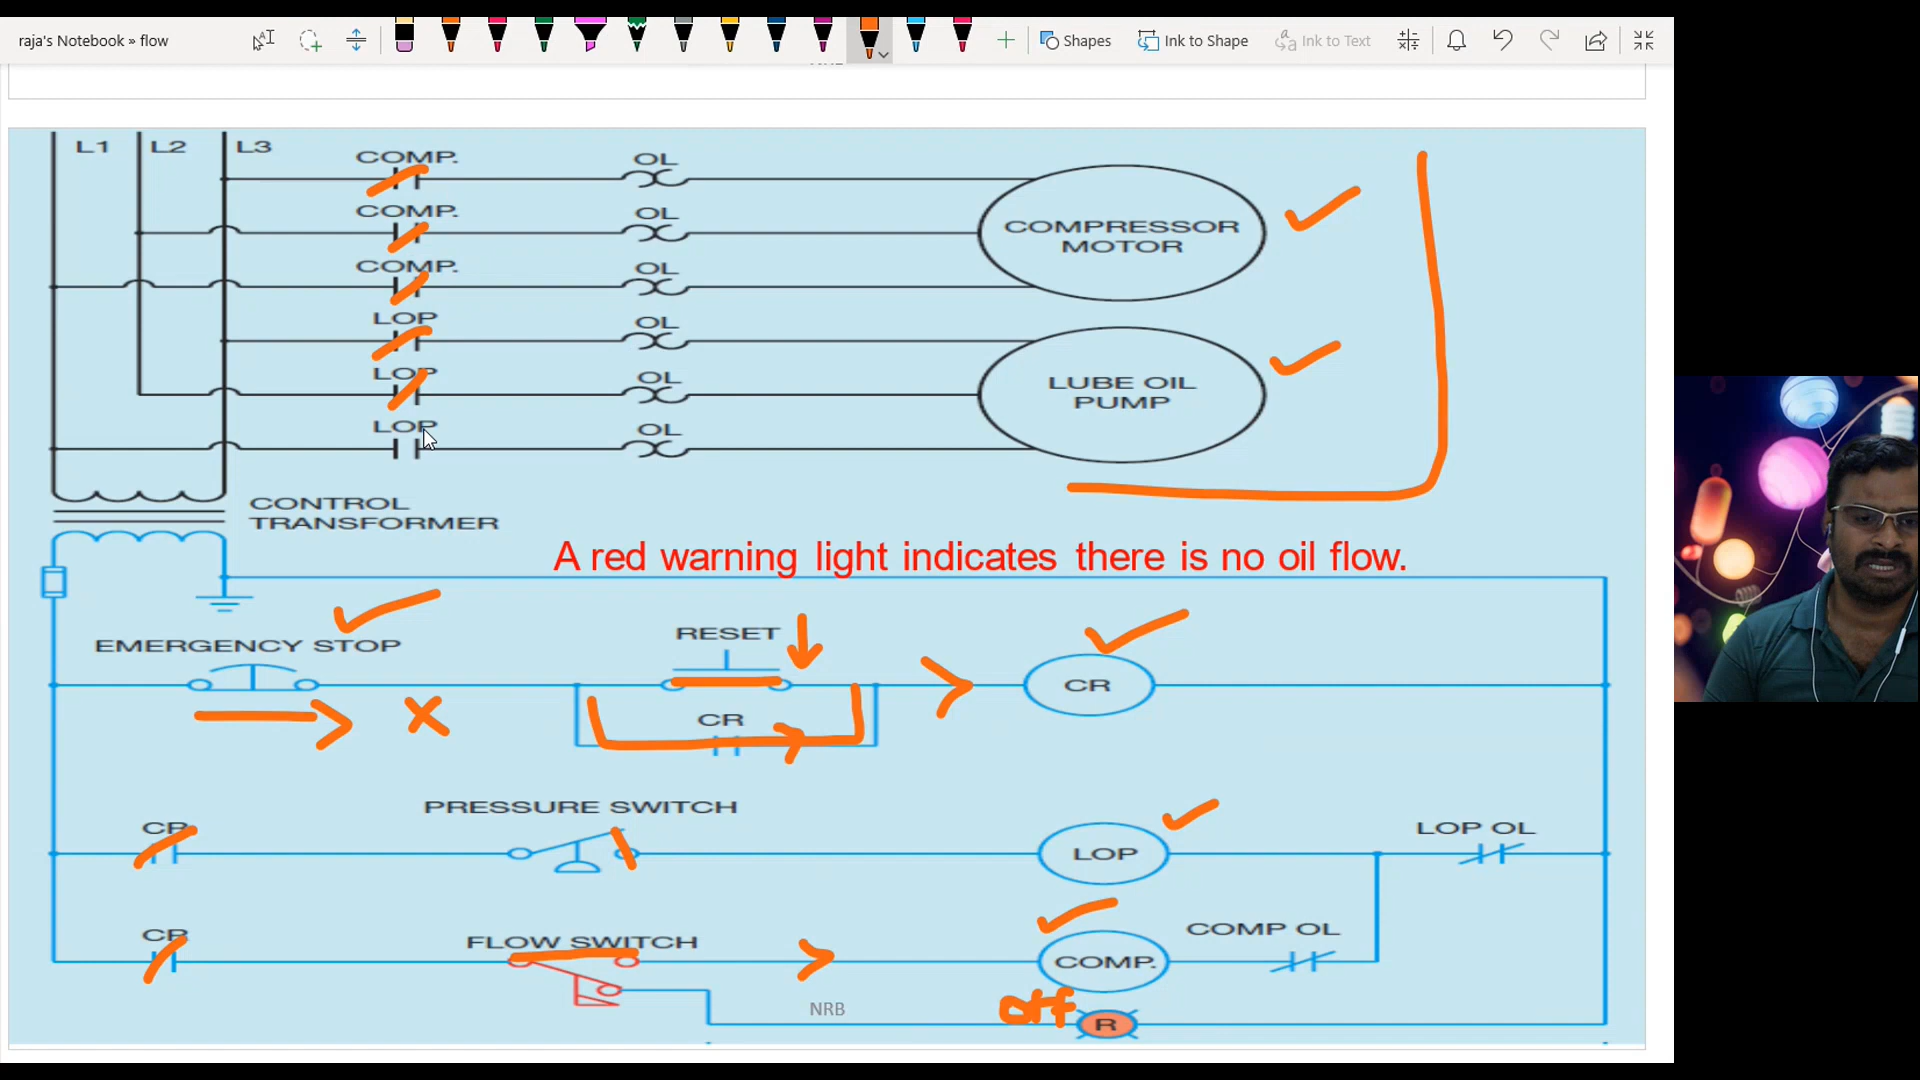 raja's Notebook » flow
Shapes
Ink to Shape
Ink to Text
L1 L2 L3
COMP. OL
COMP. OL
COMPRESSOR
MOTOR
COMP. OL
LOP OL
LOP OL
LUBE OIL
PUMP
LOP OL
CONTROL
TRANSFORMER
A red warning light indicates there is no oil flow.
EMERGENCY STOP
RESET
CR
CR
PRESSURE SWITCH
CR
LOP
LOP OL
CR
FLOW SWITCH
COMP.
COMP OL
NRB
off
R